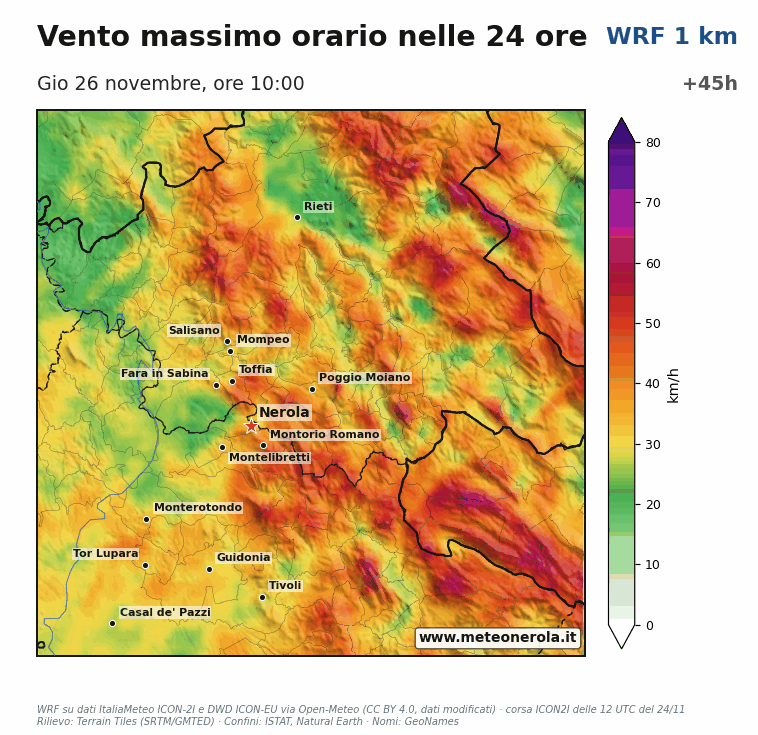 Vento massimo orario nelle 24 ore WRF 1 km
Gio 26 novembre, ore 10:00 +45h
80
70
60
50
40
30
20
10
0
km/h
Rieti
Salisano
Mompeo
Toffia
Fara in Sabina
Poggio Moiano
Nerola
Montorio Romano
Montelibretti
Monterotondo
Tor Lupara
Guidonia
Tivoli
Casal de' Pazzi
www.meteonerola.it
WRF su dati ItaliaMeteo ICON-2I e DWD ICON-EU via Open-Meteo (CC BY 4.0, dati modificati) · corsa ICON2I delle 12 UTC del 24/11
Rilievo: Terrain Tiles (SRTM/GMTED) · Confini: ISTAT, Natural Earth · Nomi: GeoNames